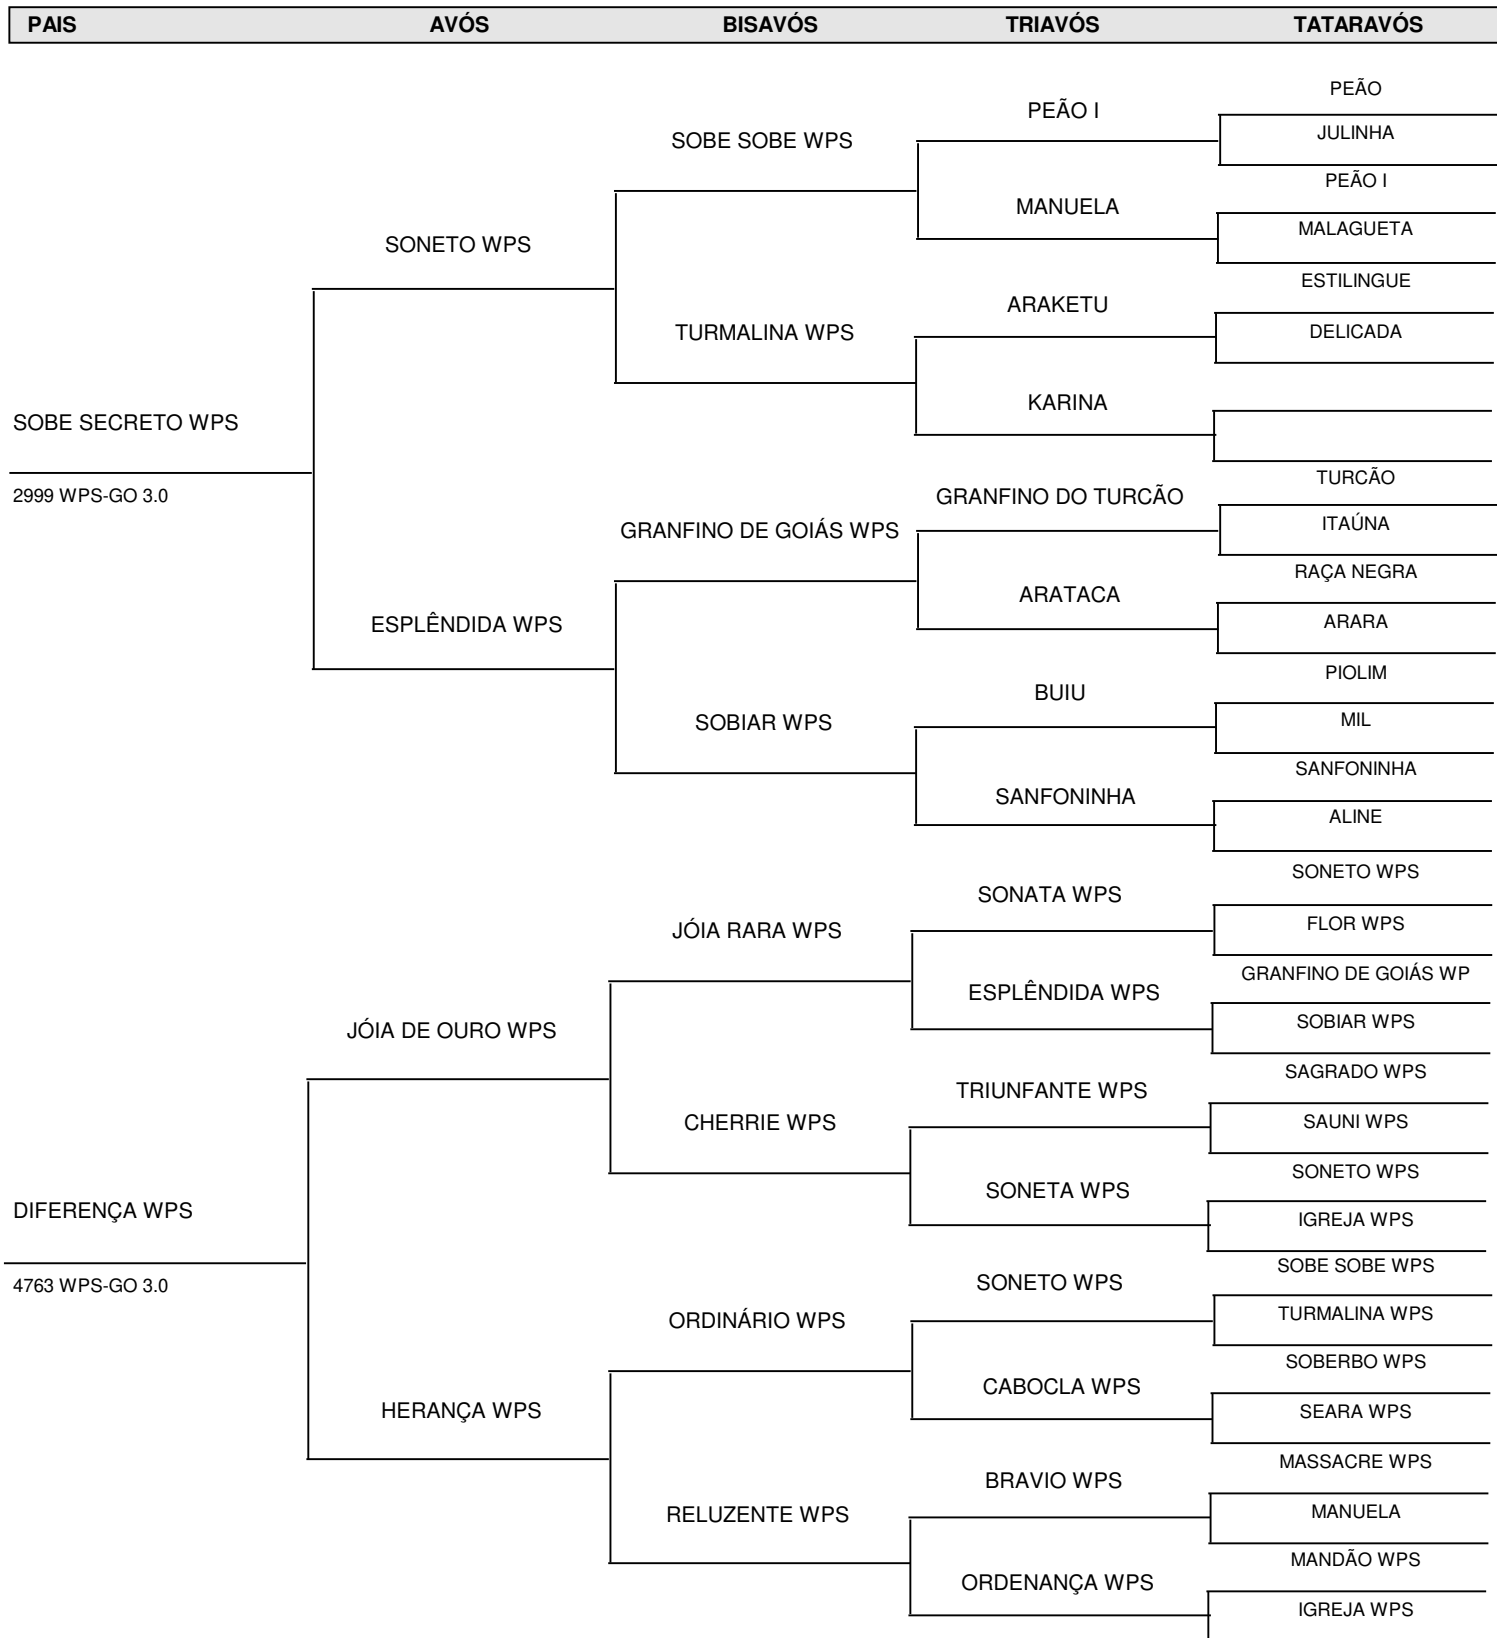 PAIS AVÓS BISAVÓS TRIAVÓS TATARAVÓS
PEÃO
PEÃO I
JULINHA
SOBE SOBE WPS
PEÃO I
MANUELA
MALAGUETA
SONETO WPS
ESTILINGUE
ARAKETU
DELICADA
TURMALINA WPS
KARINA
SOBE SECRETO WPS
2999 WPS-GO 3.0
TURCÃO
GRANFINO DO TURCÃO
ITAÚNA
GRANFINO DE GOIÁS WPS
RAÇA NEGRA
ARATACA
ARARA
ESPLÊNDIDA WPS
PIOLIM
BUIU
MIL
SOBIAR WPS
SANFONINHA
SANFONINHA
ALINE
SONETO WPS
SONATA WPS
FLOR WPS
JÓIA RARA WPS
GRANFINO DE GOIÁS WP
ESPLÊNDIDA WPS
SOBIAR WPS
JÓIA DE OURO WPS
SAGRADO WPS
TRIUNFANTE WPS
SAUNI WPS
CHERRIE WPS
SONETO WPS
SONETA WPS
IGREJA WPS
DIFERENÇA WPS
4763 WPS-GO 3.0
SOBE SOBE WPS
SONETO WPS
TURMALINA WPS
ORDINÁRIO WPS
SOBERBO WPS
CABOCLA WPS
SEARA WPS
HERANÇA WPS
MASSACRE WPS
BRAVIO WPS
MANUELA
RELUZENTE WPS
MANDÃO WPS
ORDENANÇA WPS
IGREJA WPS